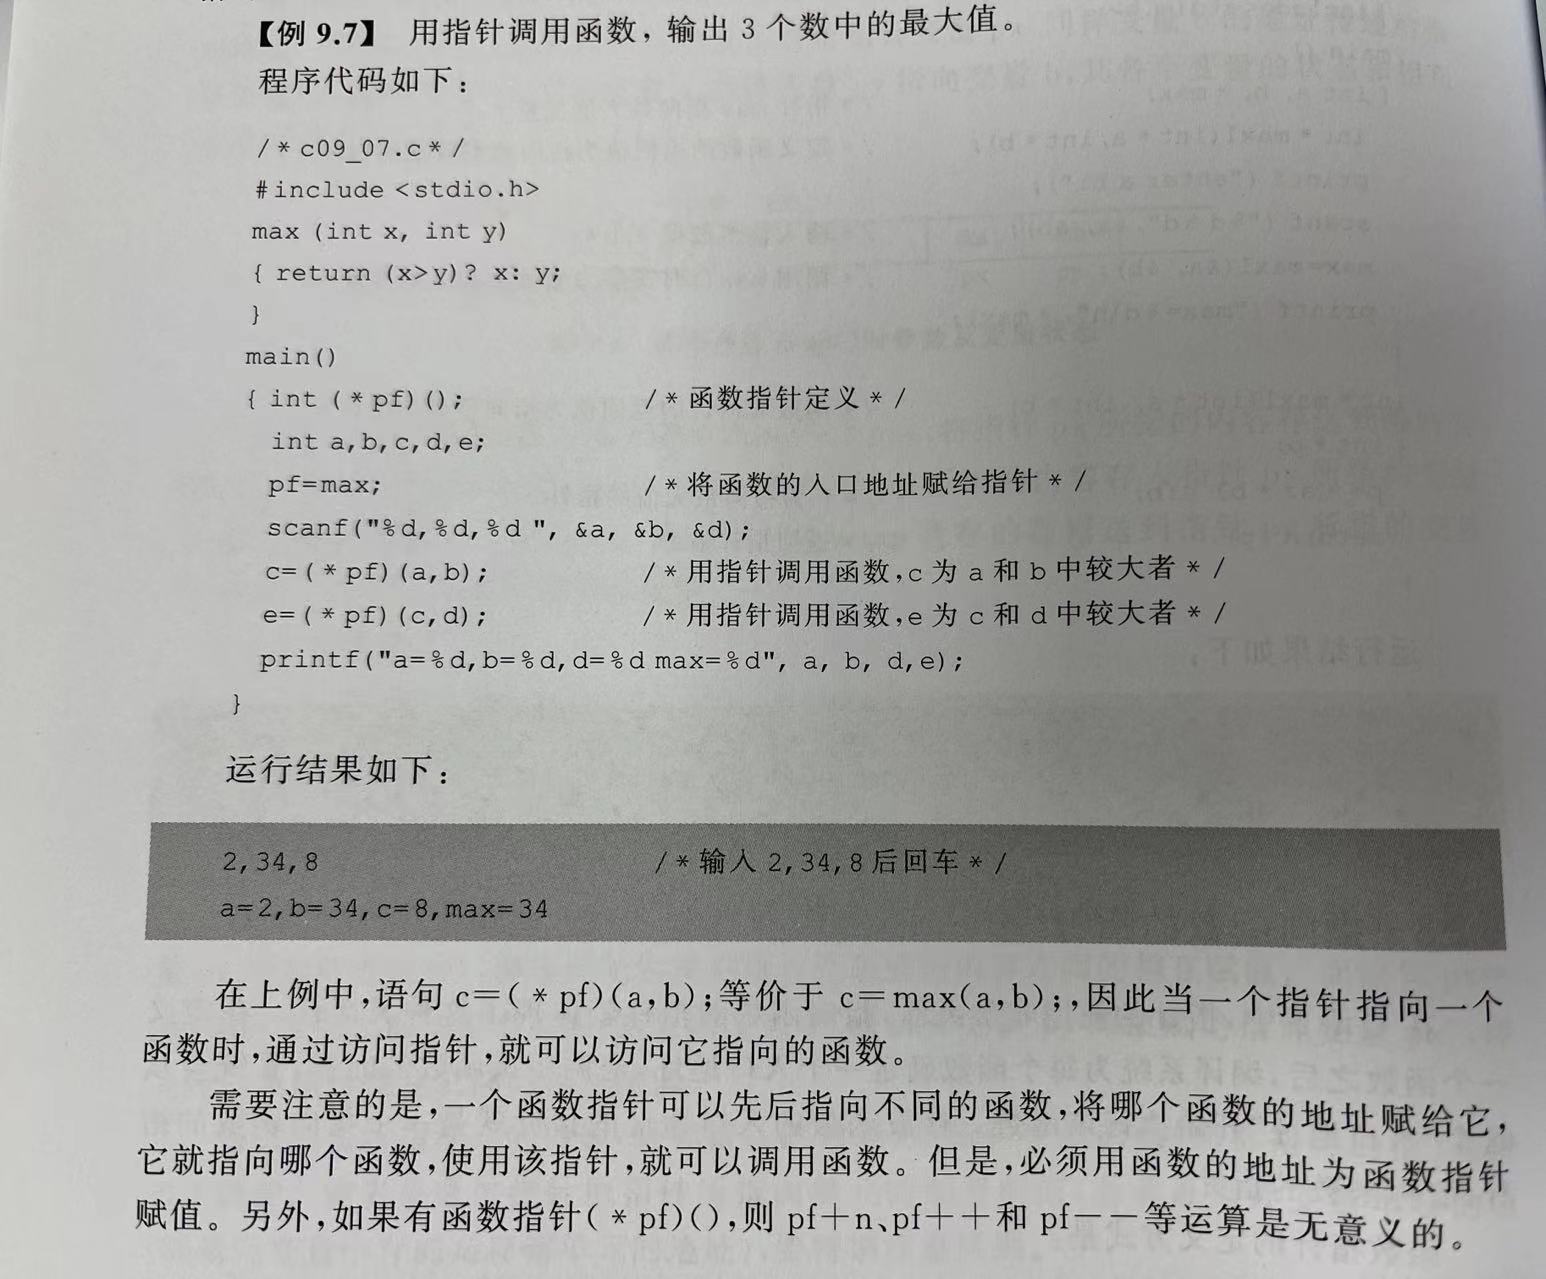 【例 9.7】 用指针调用函数，输出 3 个数中的最大值。
程序代码如下：
/*c09_07.c*/
#include <stdio.h>
max (int x, int y)
{ return (x>y)? x: y;
}
main()
{ int (*pf)(); /*函数指针定义*/
int a,b,c,d,e;
pf=max; /*将函数的入口地址赋给指针*/
scanf("%d,%d,%d ", &a, &b, &d);
c=(*pf)(a,b); /*用指针调用函数,c 为 a 和 b 中较大者*/
e=(*pf)(c,d); /*用指针调用函数,e 为 c 和 d 中较大者*/
printf("a=%d,b=%d,d=%d max=%d", a, b, d,e);
}
运行结果如下：
2,34,8 /*输入 2,34,8 后回车*/
a=2,b=34,c=8,max=34
在上例中,语句 c=(*pf)(a,b);等价于 c=max(a,b);,因此当一个指针指向一个
函数时,通过访问指针,就可以访问它指向的函数。
需要注意的是,一个函数指针可以先后指向不同的函数,将哪个函数的地址赋给它,
它就指向哪个函数,使用该指针,就可以调用函数。但是,必须用函数的地址为函数指针
赋值。另外,如果有函数指针(*pf)(),则 pf+n、pf++和 pf--等运算是无意义的。